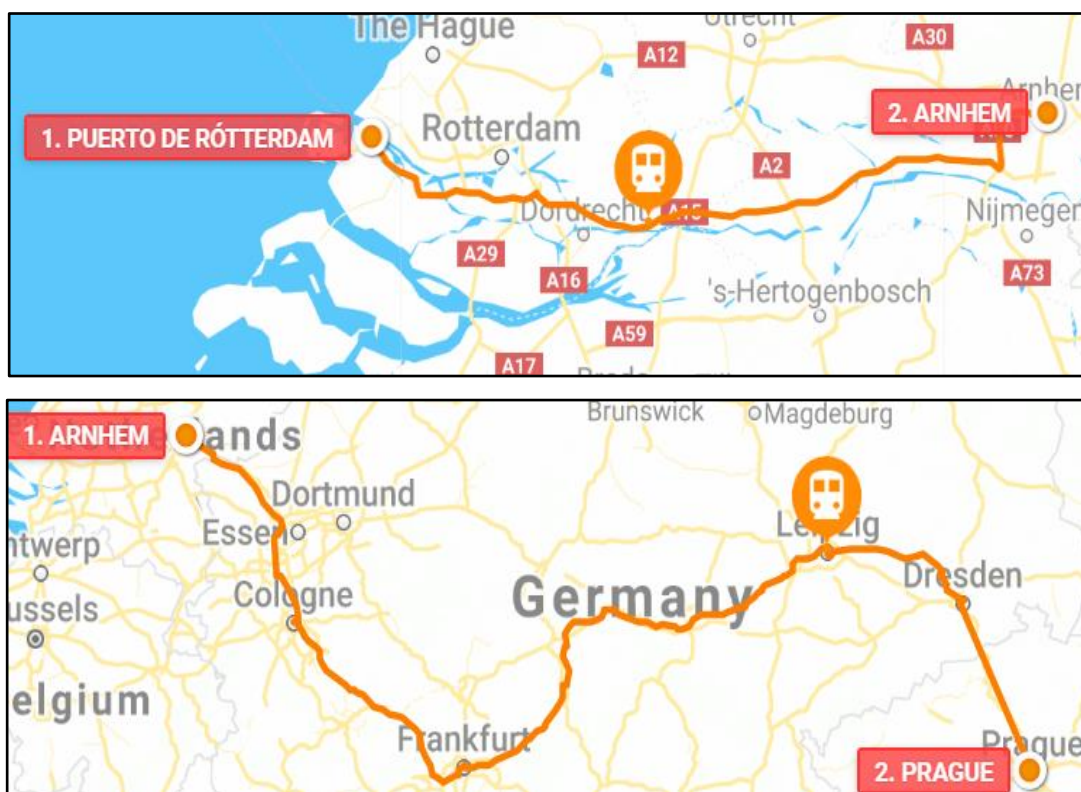 The Hague
Utrecht
A30
A12
Arnhem
1. PUERTO DE RÓTTERDAM
Rotterdam
2. ARNHEM
A2
Dordrecht
A15
Nijmegen
A29
A16
's-Hertogenbosch
A73
A59
A17
Brunswick
Magdeburg
1. ARNHEM
ands
Dortmund
Essen
Leipzig
ntwerp
Germany
Dresden
Cologne
ussels
elgium
Frankfurt
Prague
2. PRAGUE